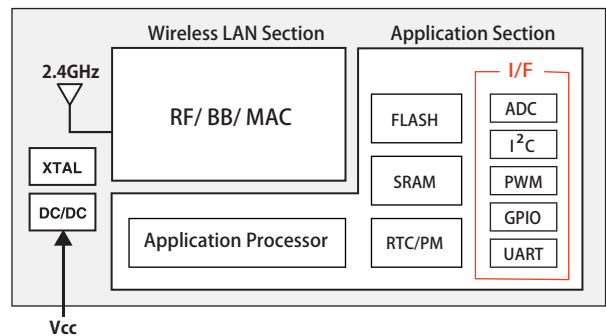 Wireless LAN Section
Application Section
2.4GHz
I/F
RF/ BB/ MAC
FLASH
ADC
I²C
XTAL
SRAM
PWM
DC/DC
GPIO
Application Processor
RTC/PM
UART
Vcc